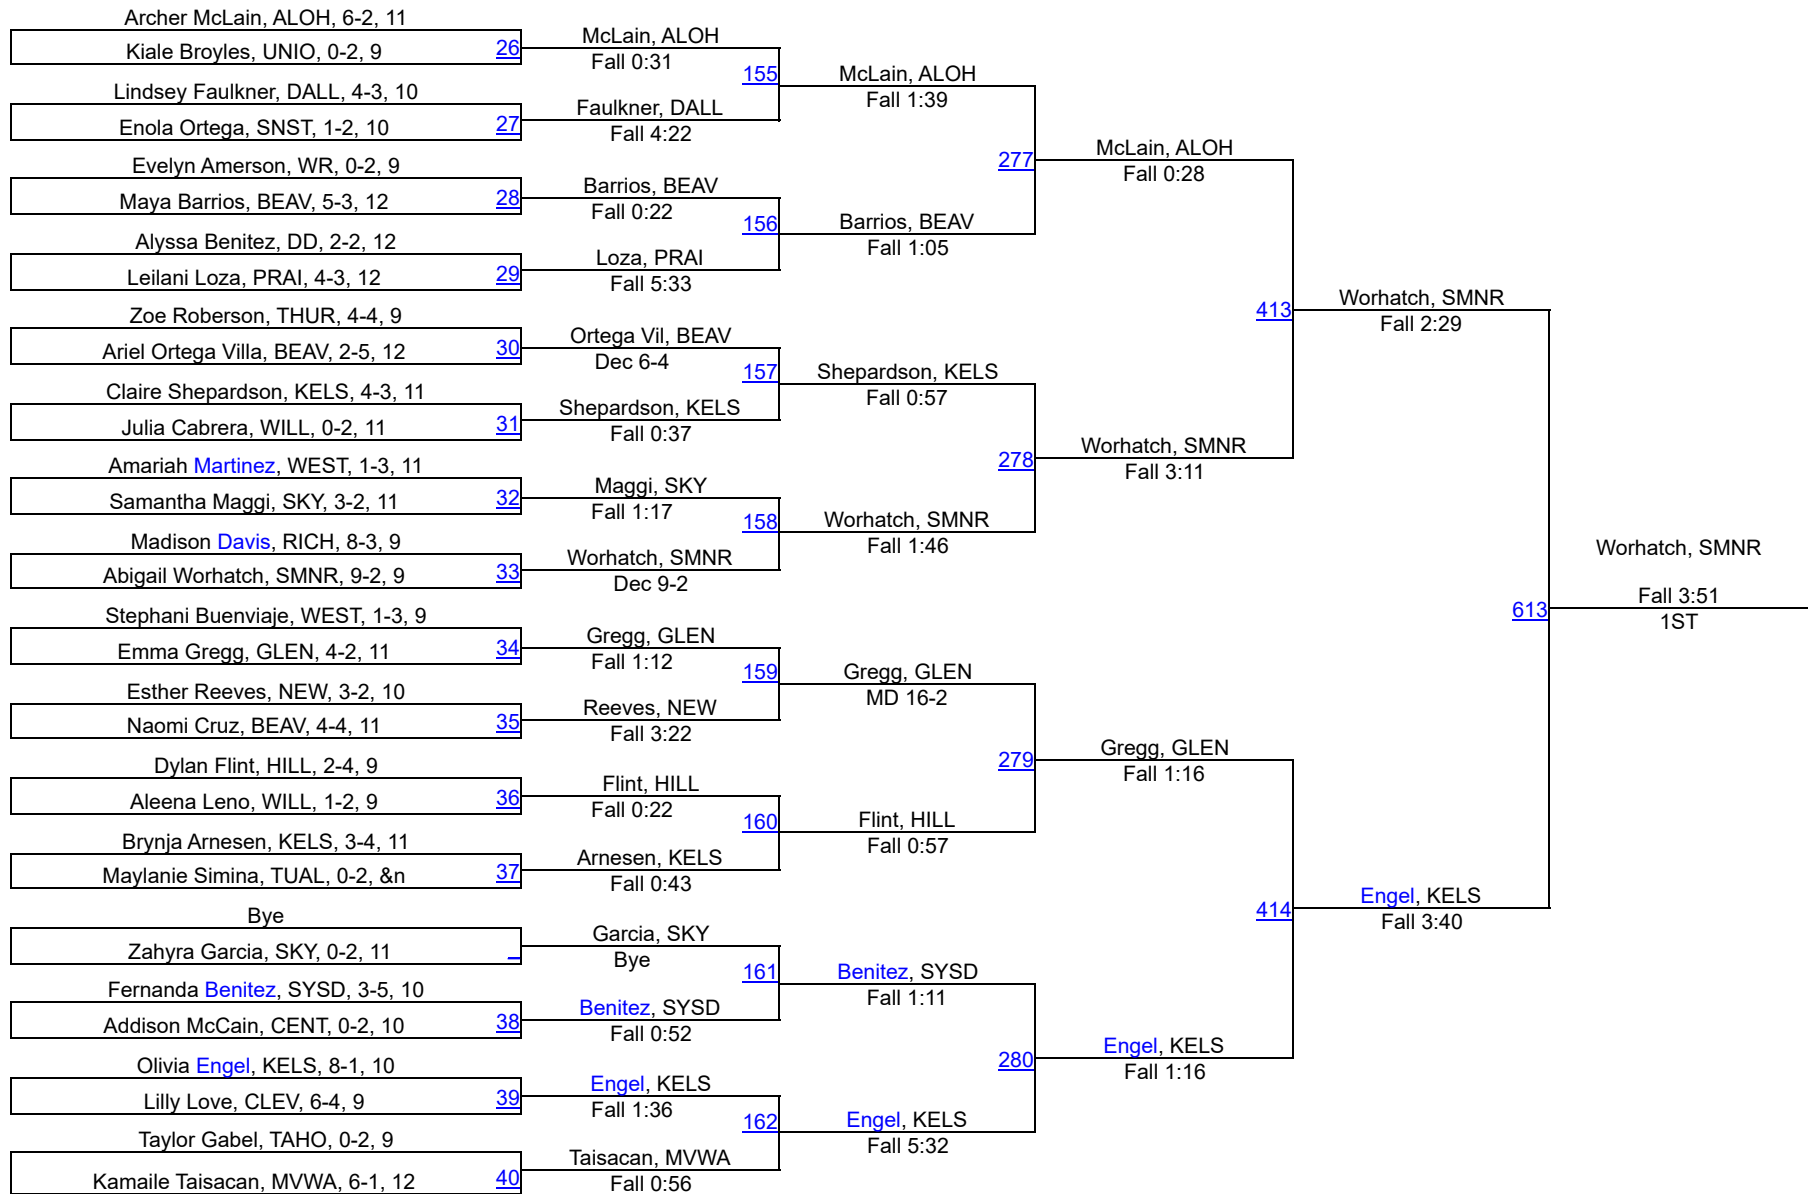 Archer McLain, ALOH, 6-2, 11
Kiale Broyles, UNIO, 0-2, 9
26
McLain, ALOH
Fall 0:31
Lindsey Faulkner, DALL, 4-3, 10
Enola Ortega, SNST, 1-2, 10
27
Faulkner, DALL
Fall 4:22
155
McLain, ALOH
Fall 1:39
Evelyn Amerson, WR, 0-2, 9
Maya Barrios, BEAV, 5-3, 12
28
Barrios, BEAV
Fall 0:22
Alyssa Benitez, DD, 2-2, 12
Leilani Loza, PRAI, 4-3, 12
29
Loza, PRAI
Fall 5:33
156
Barrios, BEAV
Fall 1:05
277
McLain, ALOH
Fall 0:28
Zoe Roberson, THUR, 4-4, 9
Ariel Ortega Villa, BEAV, 2-5, 12
30
Ortega Vil, BEAV
Dec 6-4
Claire Shepardson, KELS, 4-3, 11
Julia Cabrera, WILL, 0-2, 11
31
Shepardson, KELS
Fall 0:37
157
Shepardson, KELS
Fall 0:57
Amariah Martinez, WEST, 1-3, 11
Samantha Maggi, SKY, 3-2, 11
32
Maggi, SKY
Fall 1:17
Madison Davis, RICH, 8-3, 9
Abigail Worhatch, SMNR, 9-2, 9
33
Worhatch, SMNR
Dec 9-2
158
Worhatch, SMNR
Fall 1:46
278
Worhatch, SMNR
Fall 3:11
413
Worhatch, SMNR
Fall 2:29
Stephani Buenviaje, WEST, 1-3, 9
Emma Gregg, GLEN, 4-2, 11
34
Gregg, GLEN
Fall 1:12
Esther Reeves, NEW, 3-2, 10
Naomi Cruz, BEAV, 4-4, 11
35
Reeves, NEW
Fall 3:22
159
Gregg, GLEN
MD 16-2
Dylan Flint, HILL, 2-4, 9
Aleena Leno, WILL, 1-2, 9
36
Flint, HILL
Fall 0:22
Brynja Arnesen, KELS, 3-4, 11
Maylanie Simina, TUAL, 0-2, &n
37
Arnesen, KELS
Fall 0:43
160
Flint, HILL
Fall 0:57
279
Gregg, GLEN
Fall 1:16
Bye
Zahyra Garcia, SKY, 0-2, 11
Garcia, SKY
Bye
Fernanda Benitez, SYSD, 3-5, 10
Addison McCain, CENT, 0-2, 10
38
Benitez, SYSD
Fall 0:52
161
Benitez, SYSD
Fall 1:11
Olivia Engel, KELS, 8-1, 10
Lilly Love, CLEV, 6-4, 9
39
Engel, KELS
Fall 1:36
Taylor Gabel, TAHO, 0-2, 9
Kamaile Taisacan, MVWA, 6-1, 12
40
Taisacan, MVWA
Fall 0:56
162
Engel, KELS
Fall 5:32
280
Engel, KELS
Fall 1:16
414
Engel, KELS
Fall 3:40
613
Worhatch, SMNR
Fall 3:51
1ST